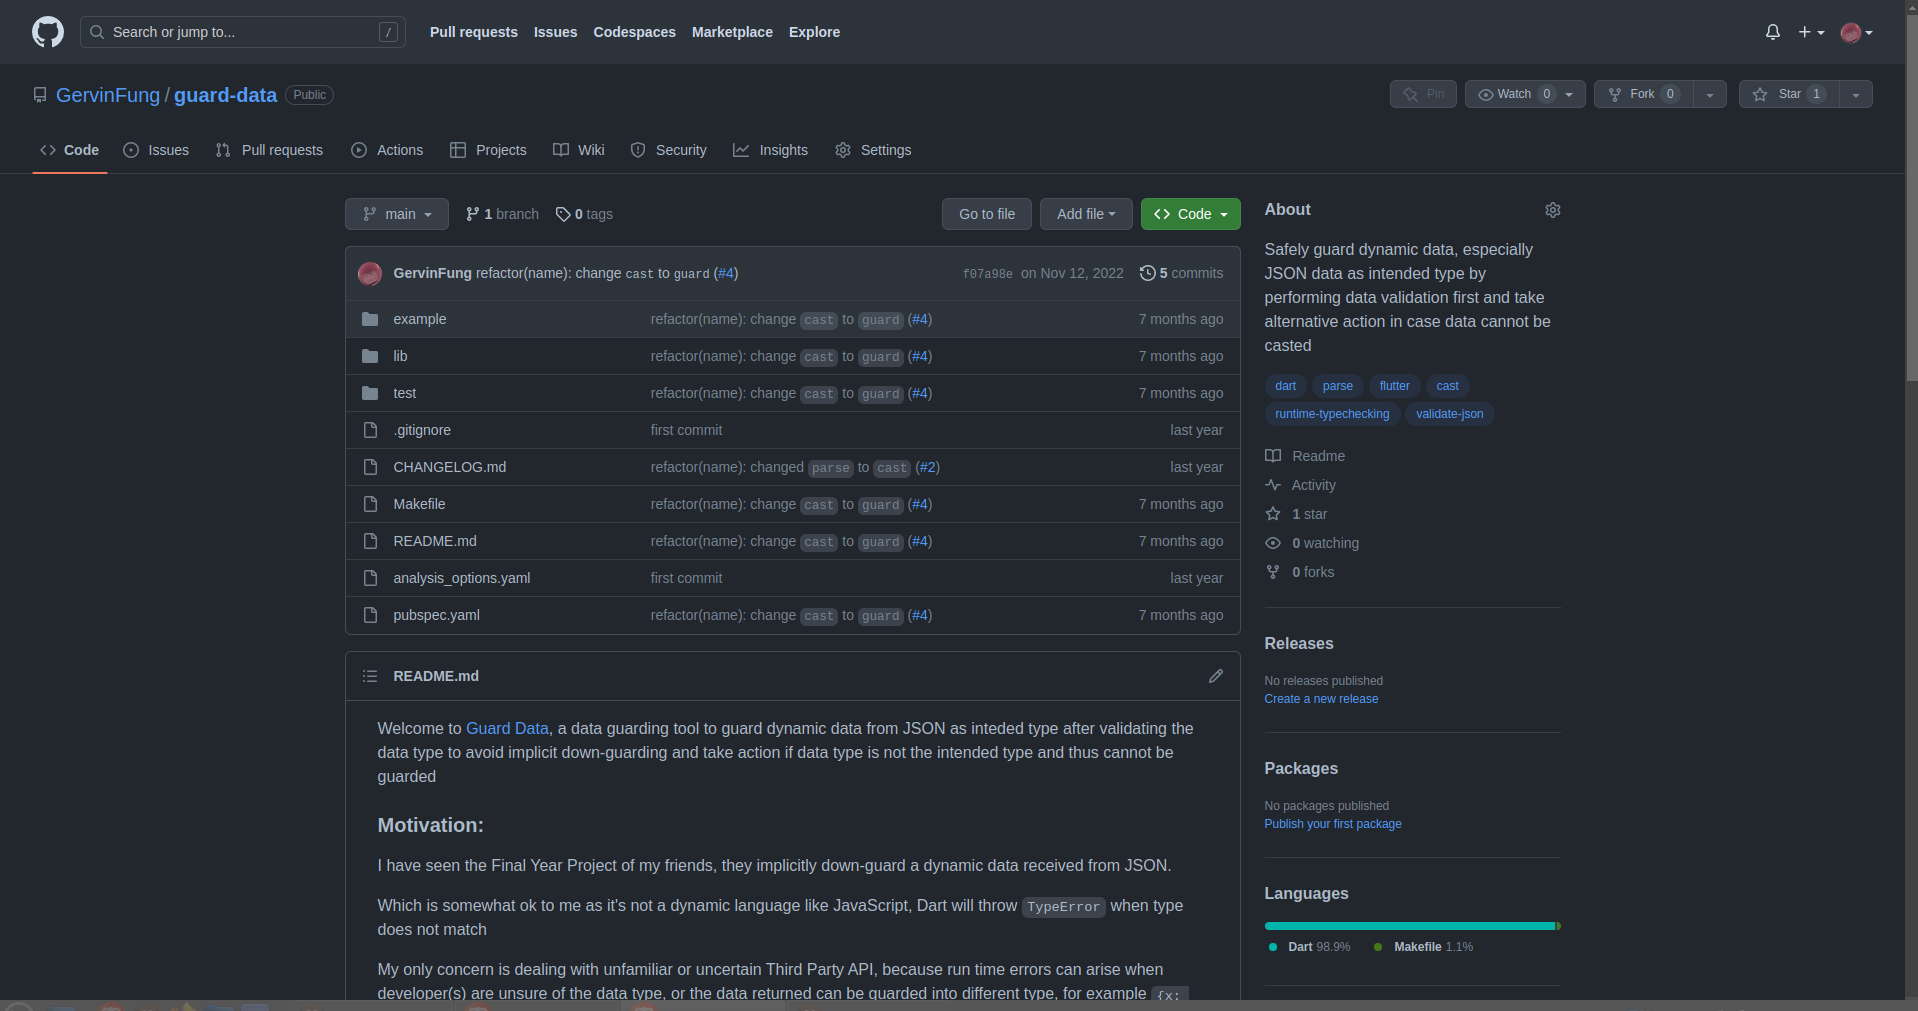 Search or jump to... /
Pull requests Issues Codespaces Marketplace Explore
GervinFung / guard-data Public
Pin Watch 0 Fork 0 Star 1
Code Issues Pull requests Actions Projects Wiki Security Insights Settings
main 1 branch 0 tags Go to file Add file Code
GervinFung refactor(name): change cast to guard (#4) f07a98e on Nov 12, 2022 5 commits
example refactor(name): change cast to guard (#4) 7 months ago
lib refactor(name): change cast to guard (#4) 7 months ago
test refactor(name): change cast to guard (#4) 7 months ago
.gitignore first commit last year
CHANGELOG.md refactor(name): changed parse to cast (#2) last year
Makefile refactor(name): change cast to guard (#4) 7 months ago
README.md refactor(name): change cast to guard (#4) 7 months ago
analysis_options.yaml first commit last year
pubspec.yaml refactor(name): change cast to guard (#4) 7 months ago
README.md
Welcome to Guard Data, a data guarding tool to guard dynamic data from JSON as inteded type after validating the
data type to avoid implicit down-guarding and take action if data type is not the intended type and thus cannot be
guarded
Motivation:
I have seen the Final Year Project of my friends, they implicitly down-guard a dynamic data received from JSON.
Which is somewhat ok to me as it's not a dynamic language like JavaScript, Dart will throw TypeError when type
does not match
My only concern is dealing with unfamiliar or uncertain Third Party API, because run time errors can arise when
developer(s) are unsure of the data type, or the data returned can be guarded into different type, for example {x:
About
Safely guard dynamic data, especially
JSON data as intended type by
performing data validation first and take
alternative action in case data cannot be
casted
dart parse flutter cast
runtime-typechecking validate-json
Readme
Activity
1 star
0 watching
0 forks
Releases
No releases published
Create a new release
Packages
No packages published
Publish your first package
Languages
Dart 98.9% Makefile 1.1%